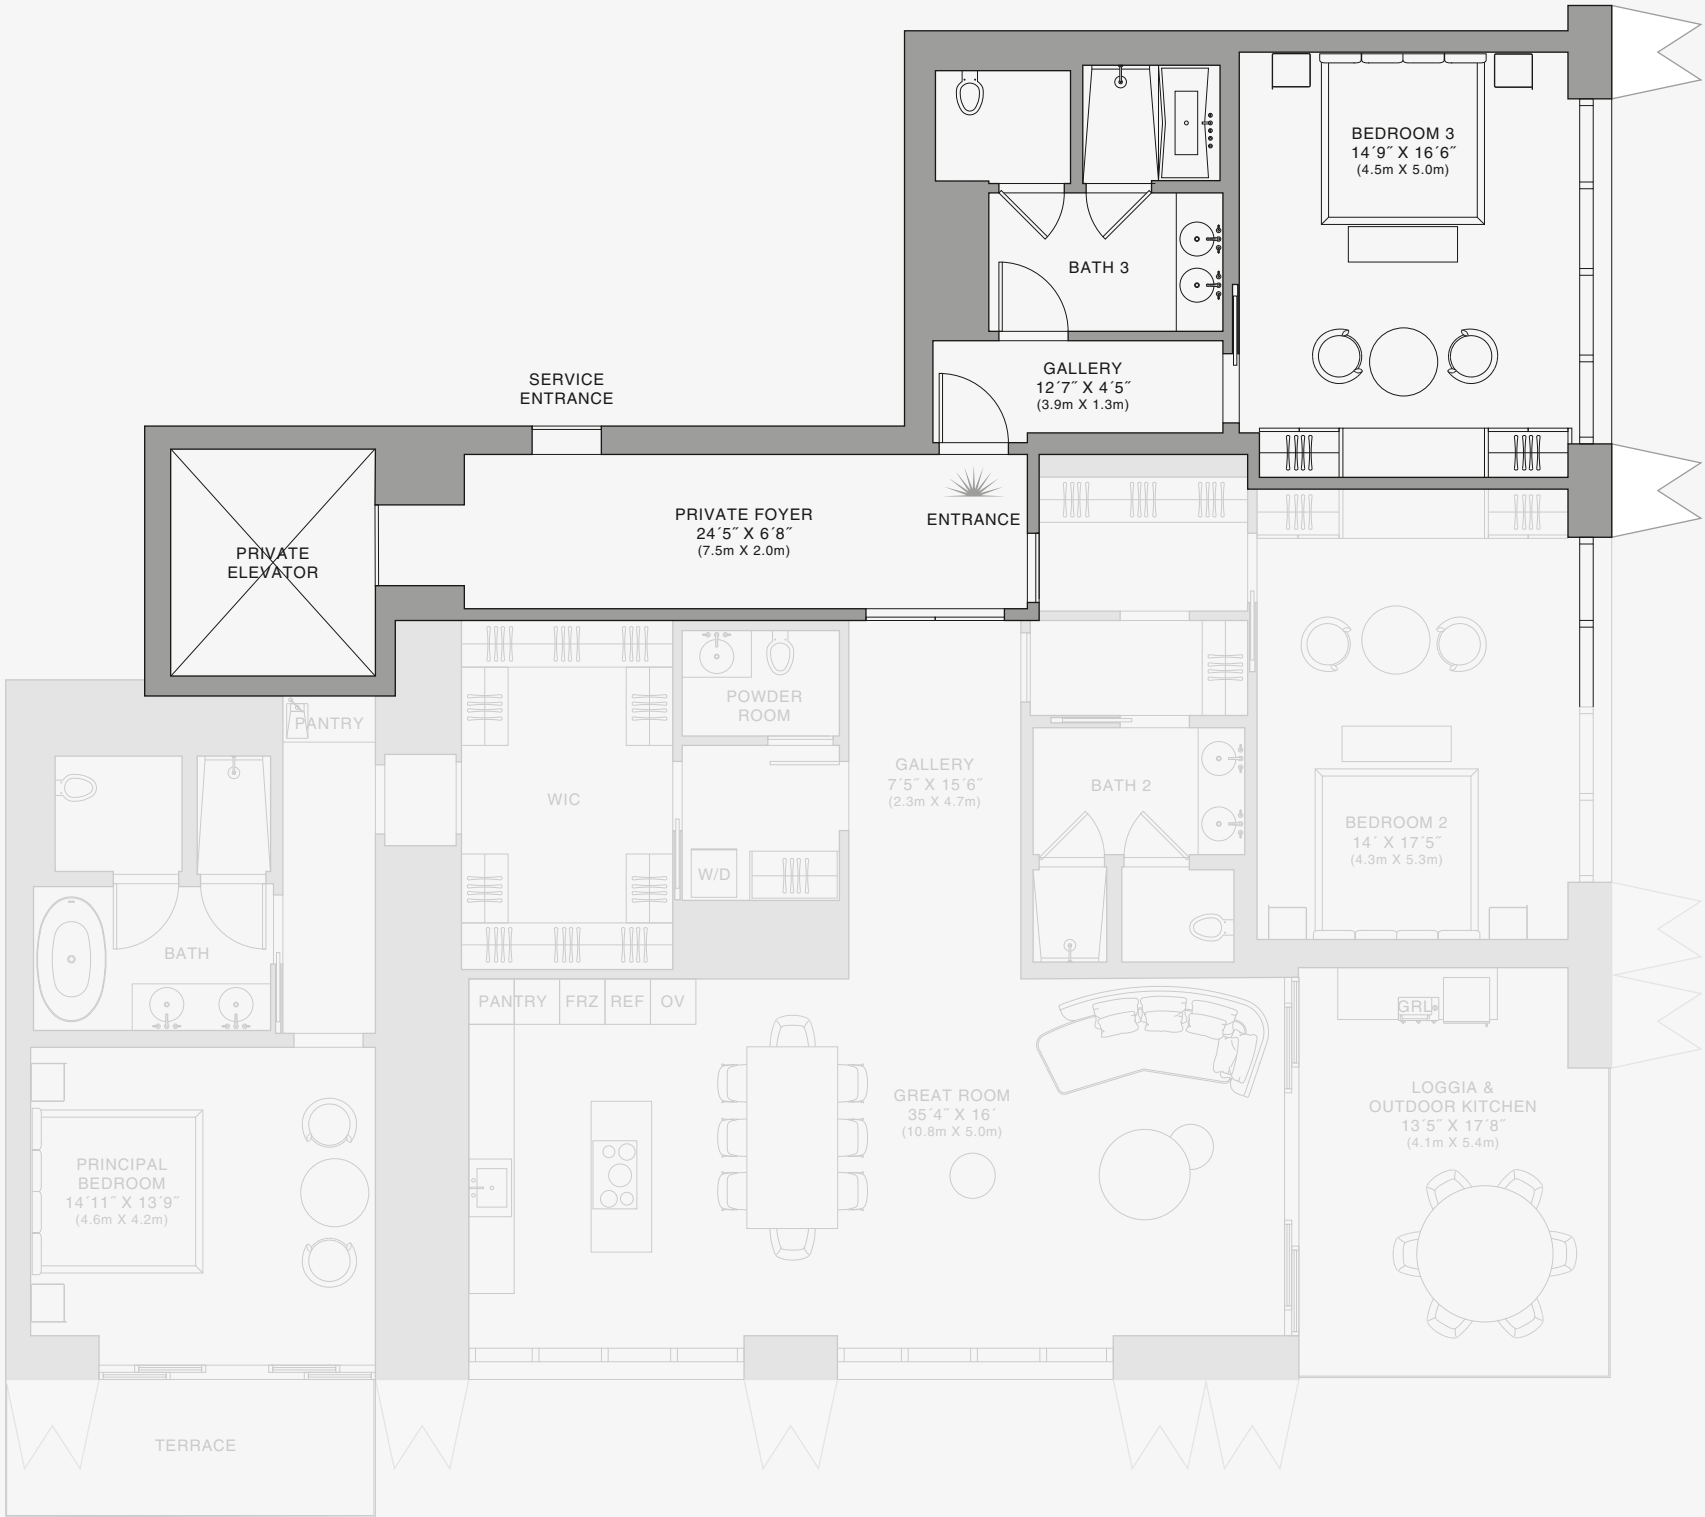 BEDROOM 3
14´9˝ X 16´6˝
(4.5m X 5.0m)
BATH 3
GALLERY
12´7˝ X 4´5˝
(3.9m X 1.3m)
SERVICE
ENTRANCE
PRIVATE FOYER
24´5˝ X 6´8˝
(7.5m X 2.0m)
ENTRANCE
PRIVATE
ELEVATOR
PANTRY
POWDER
ROOM
WIC
GALLERY
7´5˝ X 15´6˝
(2.3m X 4.7m)
BATH 2
BEDROOM 2
14´ X 17´5˝
(4.3m X 5.3m)
W/D
BATH
PANTRY
FRZ
REF
OV
GRL
GREAT ROOM
35´4˝ X 16´
(10.8m X 5.0m)
LOGGIA &
OUTDOOR KITCHEN
13´5˝ X 17´8˝
(4.1m X 5.4m)
PRINCIPAL
BEDROOM
14´11˝ X 13´9˝
(4.6m X 4.2m)
TERRACE